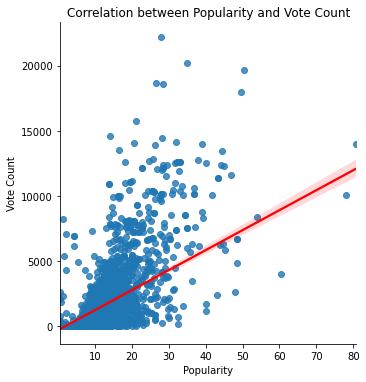 Correlation between Popularity and Vote Count
20000
15000
10000
5000
0
Vote Count
10 20 30 40 50 60 70 80
Popularity